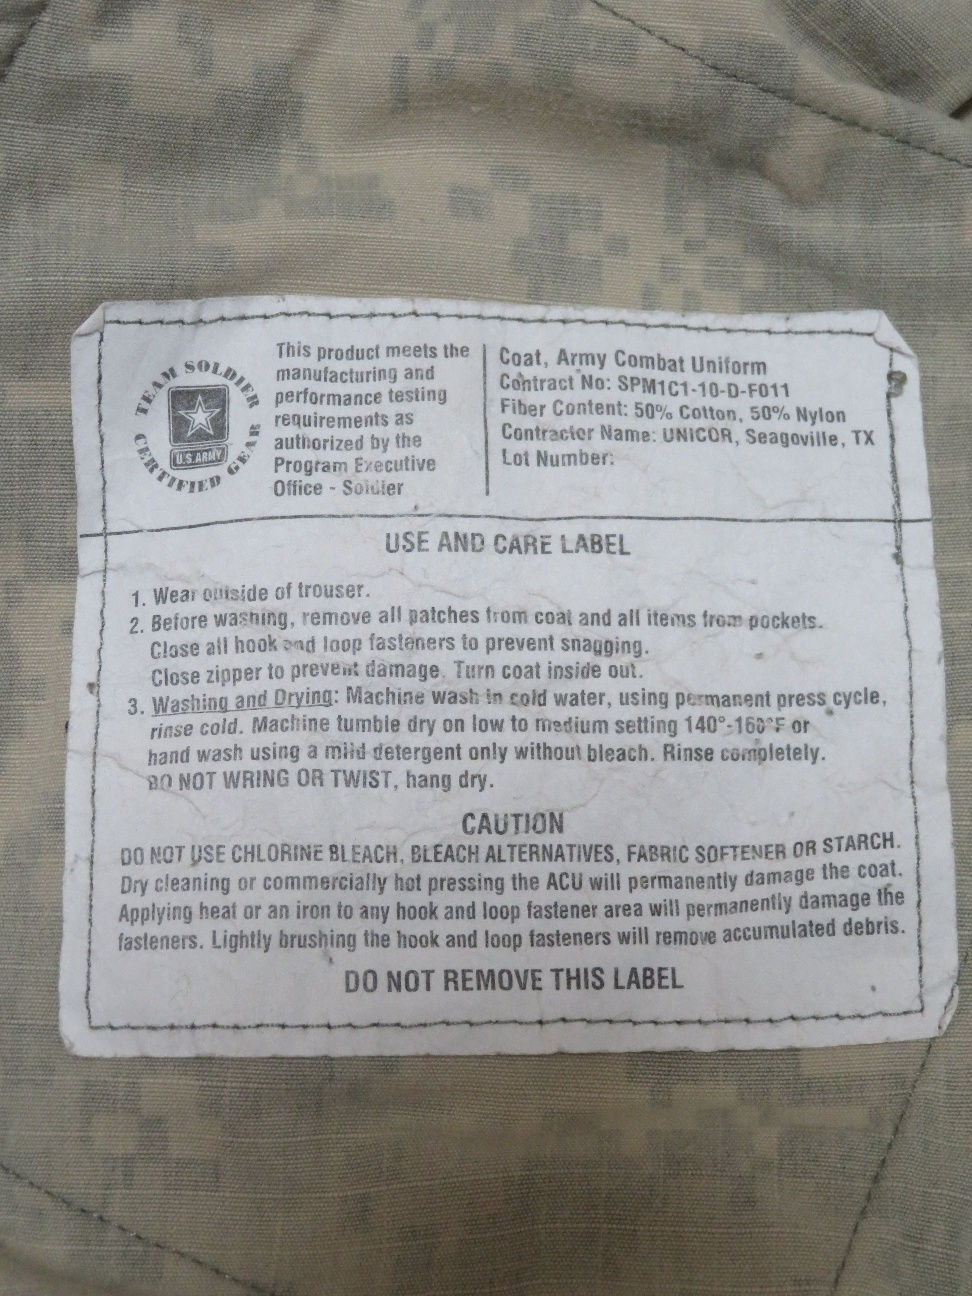 TEAM SOLDIER
CERTIFIED GEAR
U.S. ARMY
This product meets the
manufacturing and
performance testing
requirements as
authorized by the
Program Executive
Office - Soldier
Coat, Army Combat Uniform
Contract No: SPM1C1-10-D-F011
Fiber Content: 50% Cotton, 50% Nylon
Contractor Name: UNICOR, Seagoville, TX
Lot Number:
USE AND CARE LABEL
1. Wear outside of trouser.
2. Before washing, remove all patches from coat and all items from pockets.
Close all hook and loop fasteners to prevent snagging.
Close zipper to prevent damage. Turn coat inside out.
3. Washing and Drying: Machine wash in cold water, using permanent press cycle,
rinse cold. Machine tumble dry on low to medium setting 140°-160°F or
hand wash using a mild detergent only without bleach. Rinse completely.
DO NOT WRING OR TWIST, hang dry.
CAUTION
DO NOT USE CHLORINE BLEACH, BLEACH ALTERNATIVES, FABRIC SOFTENER OR STARCH.
Dry cleaning or commercially hot pressing the ACU will permanently damage the coat.
Applying heat or an iron to any hook and loop fastener area will permanently damage the
fasteners. Lightly brushing the hook and loop fasteners will remove accumulated debris.
DO NOT REMOVE THIS LABEL